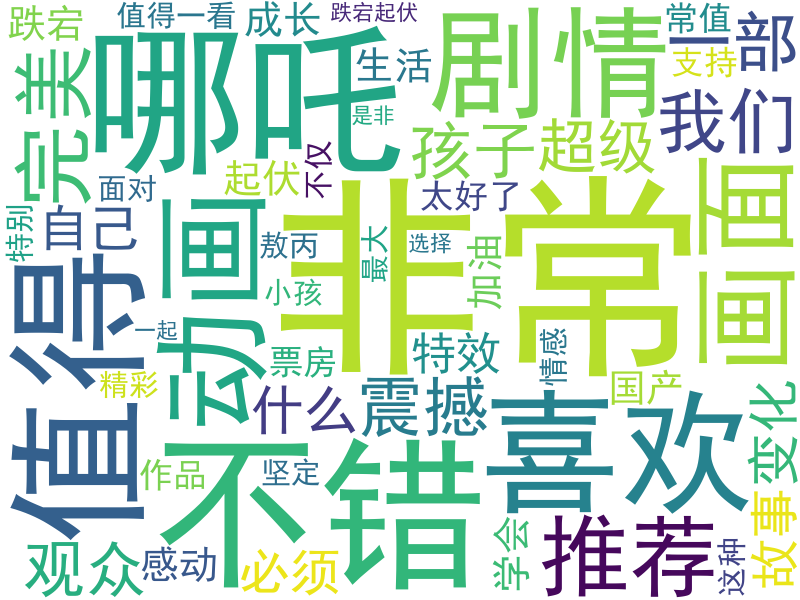 跌宕
值得一看
成长
跌宕起伏
常值
一部
哪吒
剧情
完美
生活
支持
是非
我们
孩子
超级
不仅
起伏
面对
太好了
画面
特别
自己
动画
非常
敖丙
最大
选择
加油
小孩
值得
一起
票房
特效
情感
国产
精彩
什么
震撼
喜欢
变化
不错
作品
坚定
故事
推荐
观众
感动
必须
学会
这种